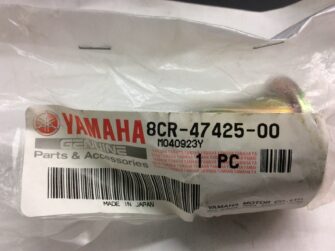 YAMAHA 8CR-47425-00
GENUINE M040923Y
Parts & Accessories 1 PC
YAMAHA MOTOR CO., LTD.
MADE IN JAPAN